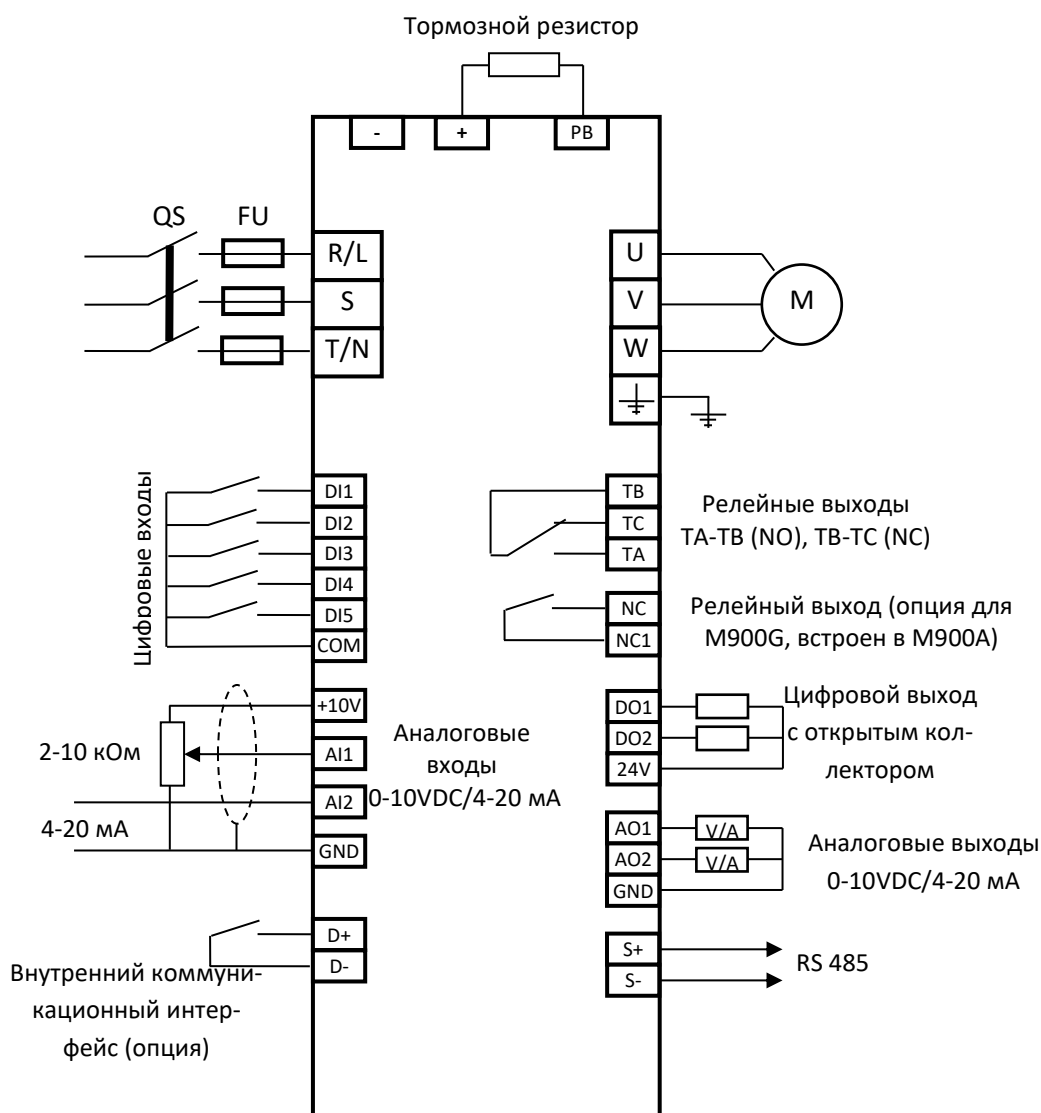 Тормозной резистор
-
+
PB
QS
FU
R/L
S
T/N
U
V
W
M
Цифровые входы
DI1
DI2
DI3
DI4
DI5
COM
TB
TC
TA
Релейные выходы
TA-TB (NO), TB-TC (NC)
NC
NC1
Релейный выход (опция для
M900G, встроен в M900A)
+10V
AI1
AI2
GND
2-10 кОм
4-20 мА
Аналоговые
входы
0-10VDC/4-20 мА
DO1
DO2
24V
Цифровой выход
с открытым кол-
лектором
AO1
AO2
GND
V/A
V/A
Аналоговые выходы
0-10VDC/4-20 мА
D+
D-
Внутренний коммуни-
кационный интер-
фейс (опция)
S+
S-
RS 485